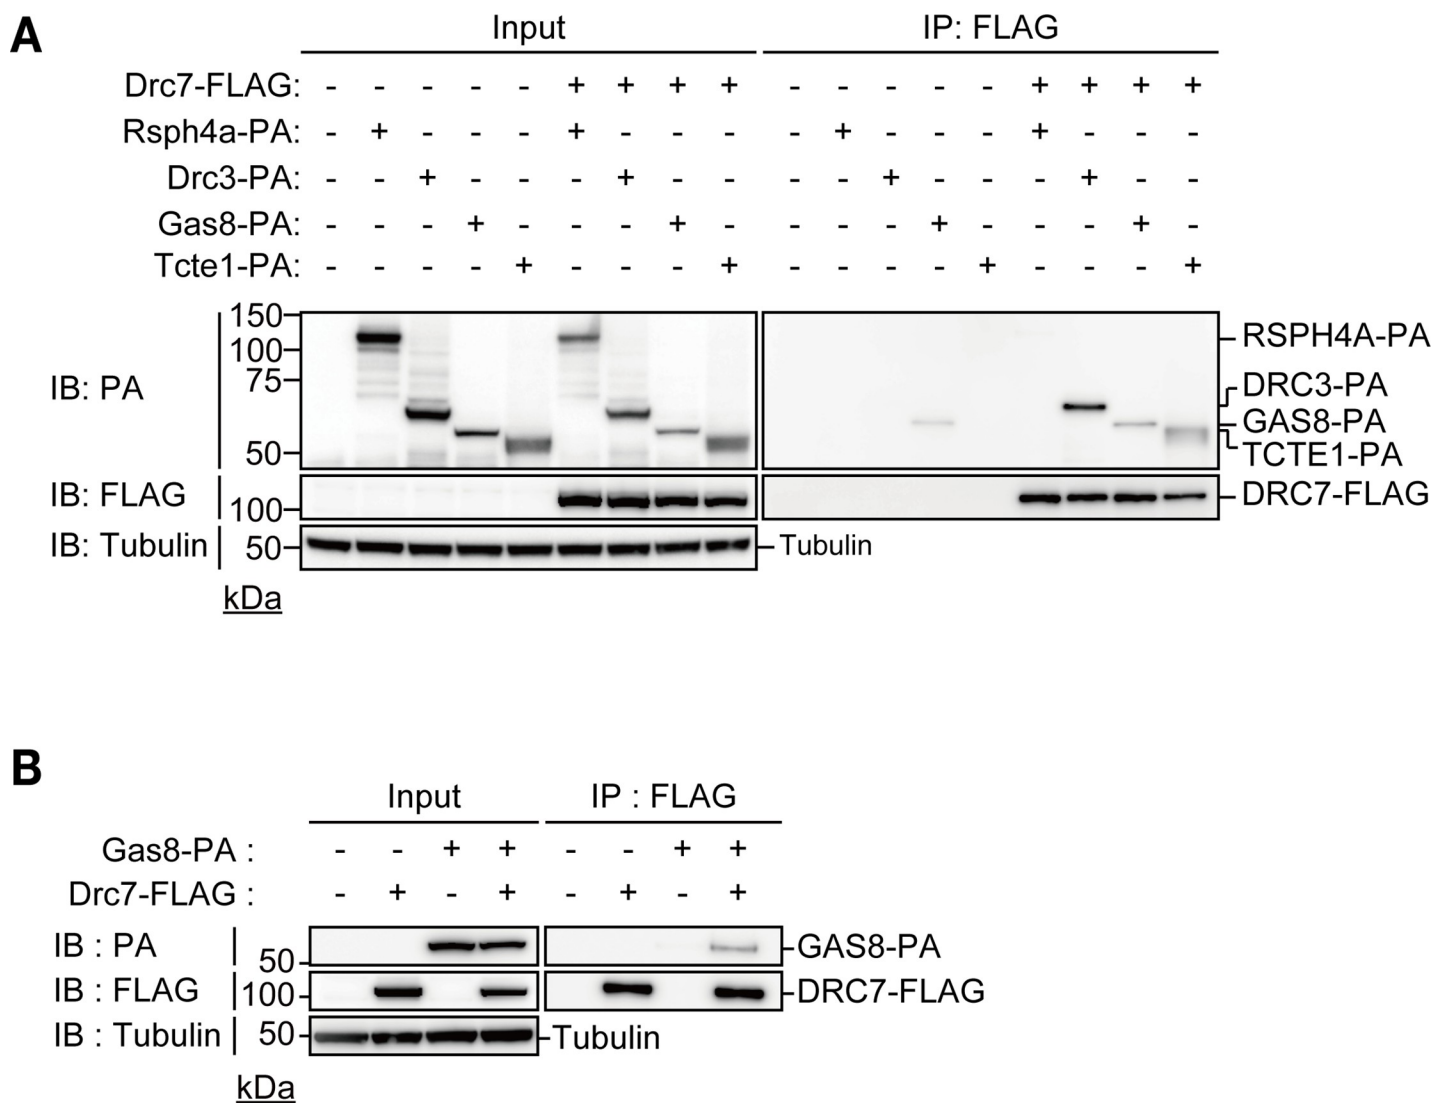 A
Input IP: FLAG
Drc7-FLAG: - - - - - + + + + - - - - - + + + +
Rsph4a-PA: - + - - - + - - - - + - - - + - - -
Drc3-PA: - - + - - - + - - - - + - - - + - -
Gas8-PA: - - - + - - - + - - - - + - - - + -
Tcte1-PA: - - - - + - - - + - - - - + - - - +
150
100
75
50
IB: PA
RSPH4A-PA
DRC3-PA
GAS8-PA
TCTE1-PA
IB: FLAG 100 DRC7-FLAG
IB: Tubulin 50 Tubulin
kDa
B
Input IP : FLAG
Gas8-PA : - - + + - - + +
Drc7-FLAG : - + - + - + - +
IB : PA 50 GAS8-PA
IB : FLAG 100 DRC7-FLAG
IB : Tubulin 50 Tubulin
kDa